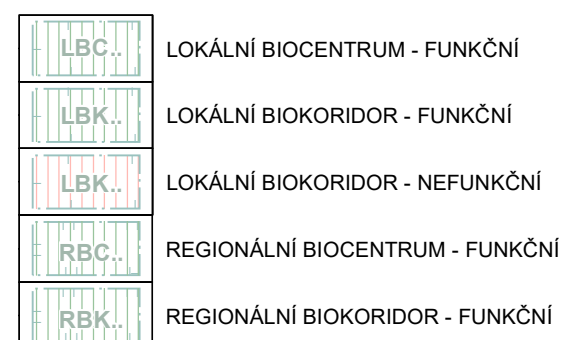 LBC.. LOKÁLNÍ BIOCENTRUM - FUNKČNÍ
LBK.. LOKÁLNÍ BIOKORIDOR - FUNKČNÍ
LBK.. LOKÁLNÍ BIOKORIDOR - NEFUNKČNÍ
RBC.. REGIONÁLNÍ BIOCENTRUM - FUNKČNÍ
RBK.. REGIONÁLNÍ BIOKORIDOR - FUNKČNÍ